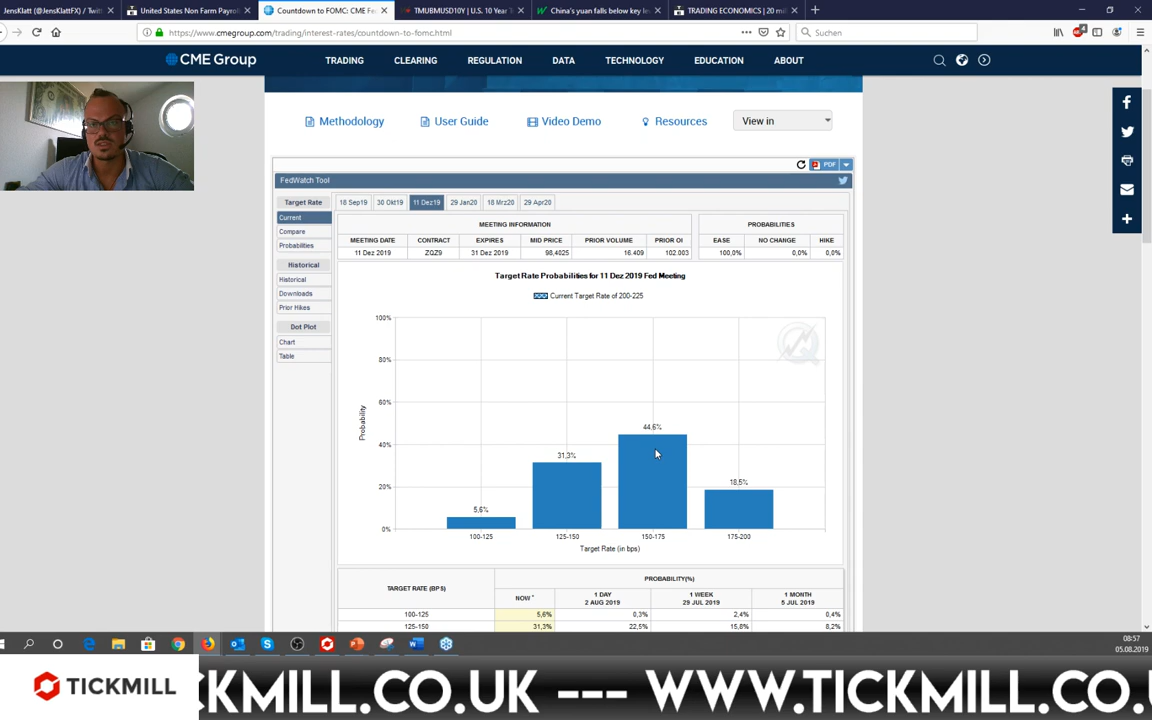 JensKlatt (@JensKlattFX) / Twitt
United States Non Farm Payrol
Countdown to FOMC: CME Fe
TMUBMUSD10Y | U.S. 10 Year T
China's yuan falls below key le
TRADING ECONOMICS | 20 mil
https://www.cmegroup.com/trading/interest-rates/countdown-to-fomc.html
Suchen
CME Group
TRADING
CLEARING
REGULATION
DATA
TECHNOLOGY
EDUCATION
ABOUT
Methodology
User Guide
Video Demo
Resources
View in
PDF
FedWatch Tool
Target Rate
18 Sep19
30 Okt19
11 Dez19
29 Jan20
18 Mrz20
29 Apr20
Current
Compare
Probabilities
Historical
Historical
Downloads
Prior Hikes
Dot Plot
Chart
Table
MEETING INFORMATION
PROBABILITIES
MEETING DATE CONTRACT EXPIRES MID PRICE PRIOR VOLUME PRIOR OI
EASE NO CHANGE HIKE
11 Dez 2019 ZQZ9 31 Dez 2019 98,4025 16.409 102.003
100,0% 0,0% 0,0%
Target Rate Probabilities for 11 Dez 2019 Fed Meeting
Current Target Rate of 200-225
100%
80%
60%
40%
20%
0%
Probability
5,6%
31,3%
44,6%
18,5%
100-125
125-150
150-175
175-200
Target Rate (in bps)
TARGET RATE (BPS)
PROBABILITY(%)
NOW *
1 DAY
2 AUG 2019
1 WEEK
29 JUL 2019
1 MONTH
5 JUL 2019
100-125 5,6% 0,3% 2,4% 0,4%
125-150 31,3% 22,5% 15,8% 8,2%
08:57
05.08.2019
TICKMILL
KMILL.CO.UK --- WWW.TICKMILL.CO.U